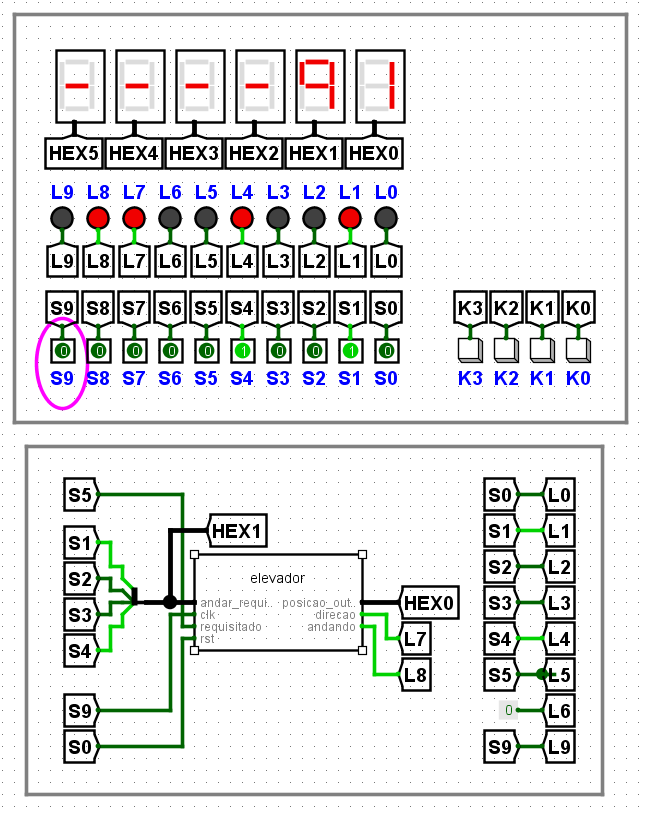 - - - - 9 1
HEX5 HEX4 HEX3 HEX2 HEX1 HEX0
L9 L8 L7 L6 L5 L4 L3 L2 L1 L0
L9 L8 L7 L6 L5 L4 L3 L2 L1 L0
S9 S8 S7 S6 S5 S4 S3 S2 S1 S0 K3 K2 K1 K0
0 0 0 0 0 1 0 0 1 0
S9 S8 S7 S6 S5 S4 S3 S2 S1 S0 K3 K2 K1 K0
S5 S0 L0
HEX1 S1 L1
S1
S2 elevador S2 L2
S3 andar_requi.. posicao_out.. HEX0 S3 L3
clk direcao
requisitado andando
rst L7 S4 L4
S4
L8 S5 L5
S9 0 L6
S0 S9 L9